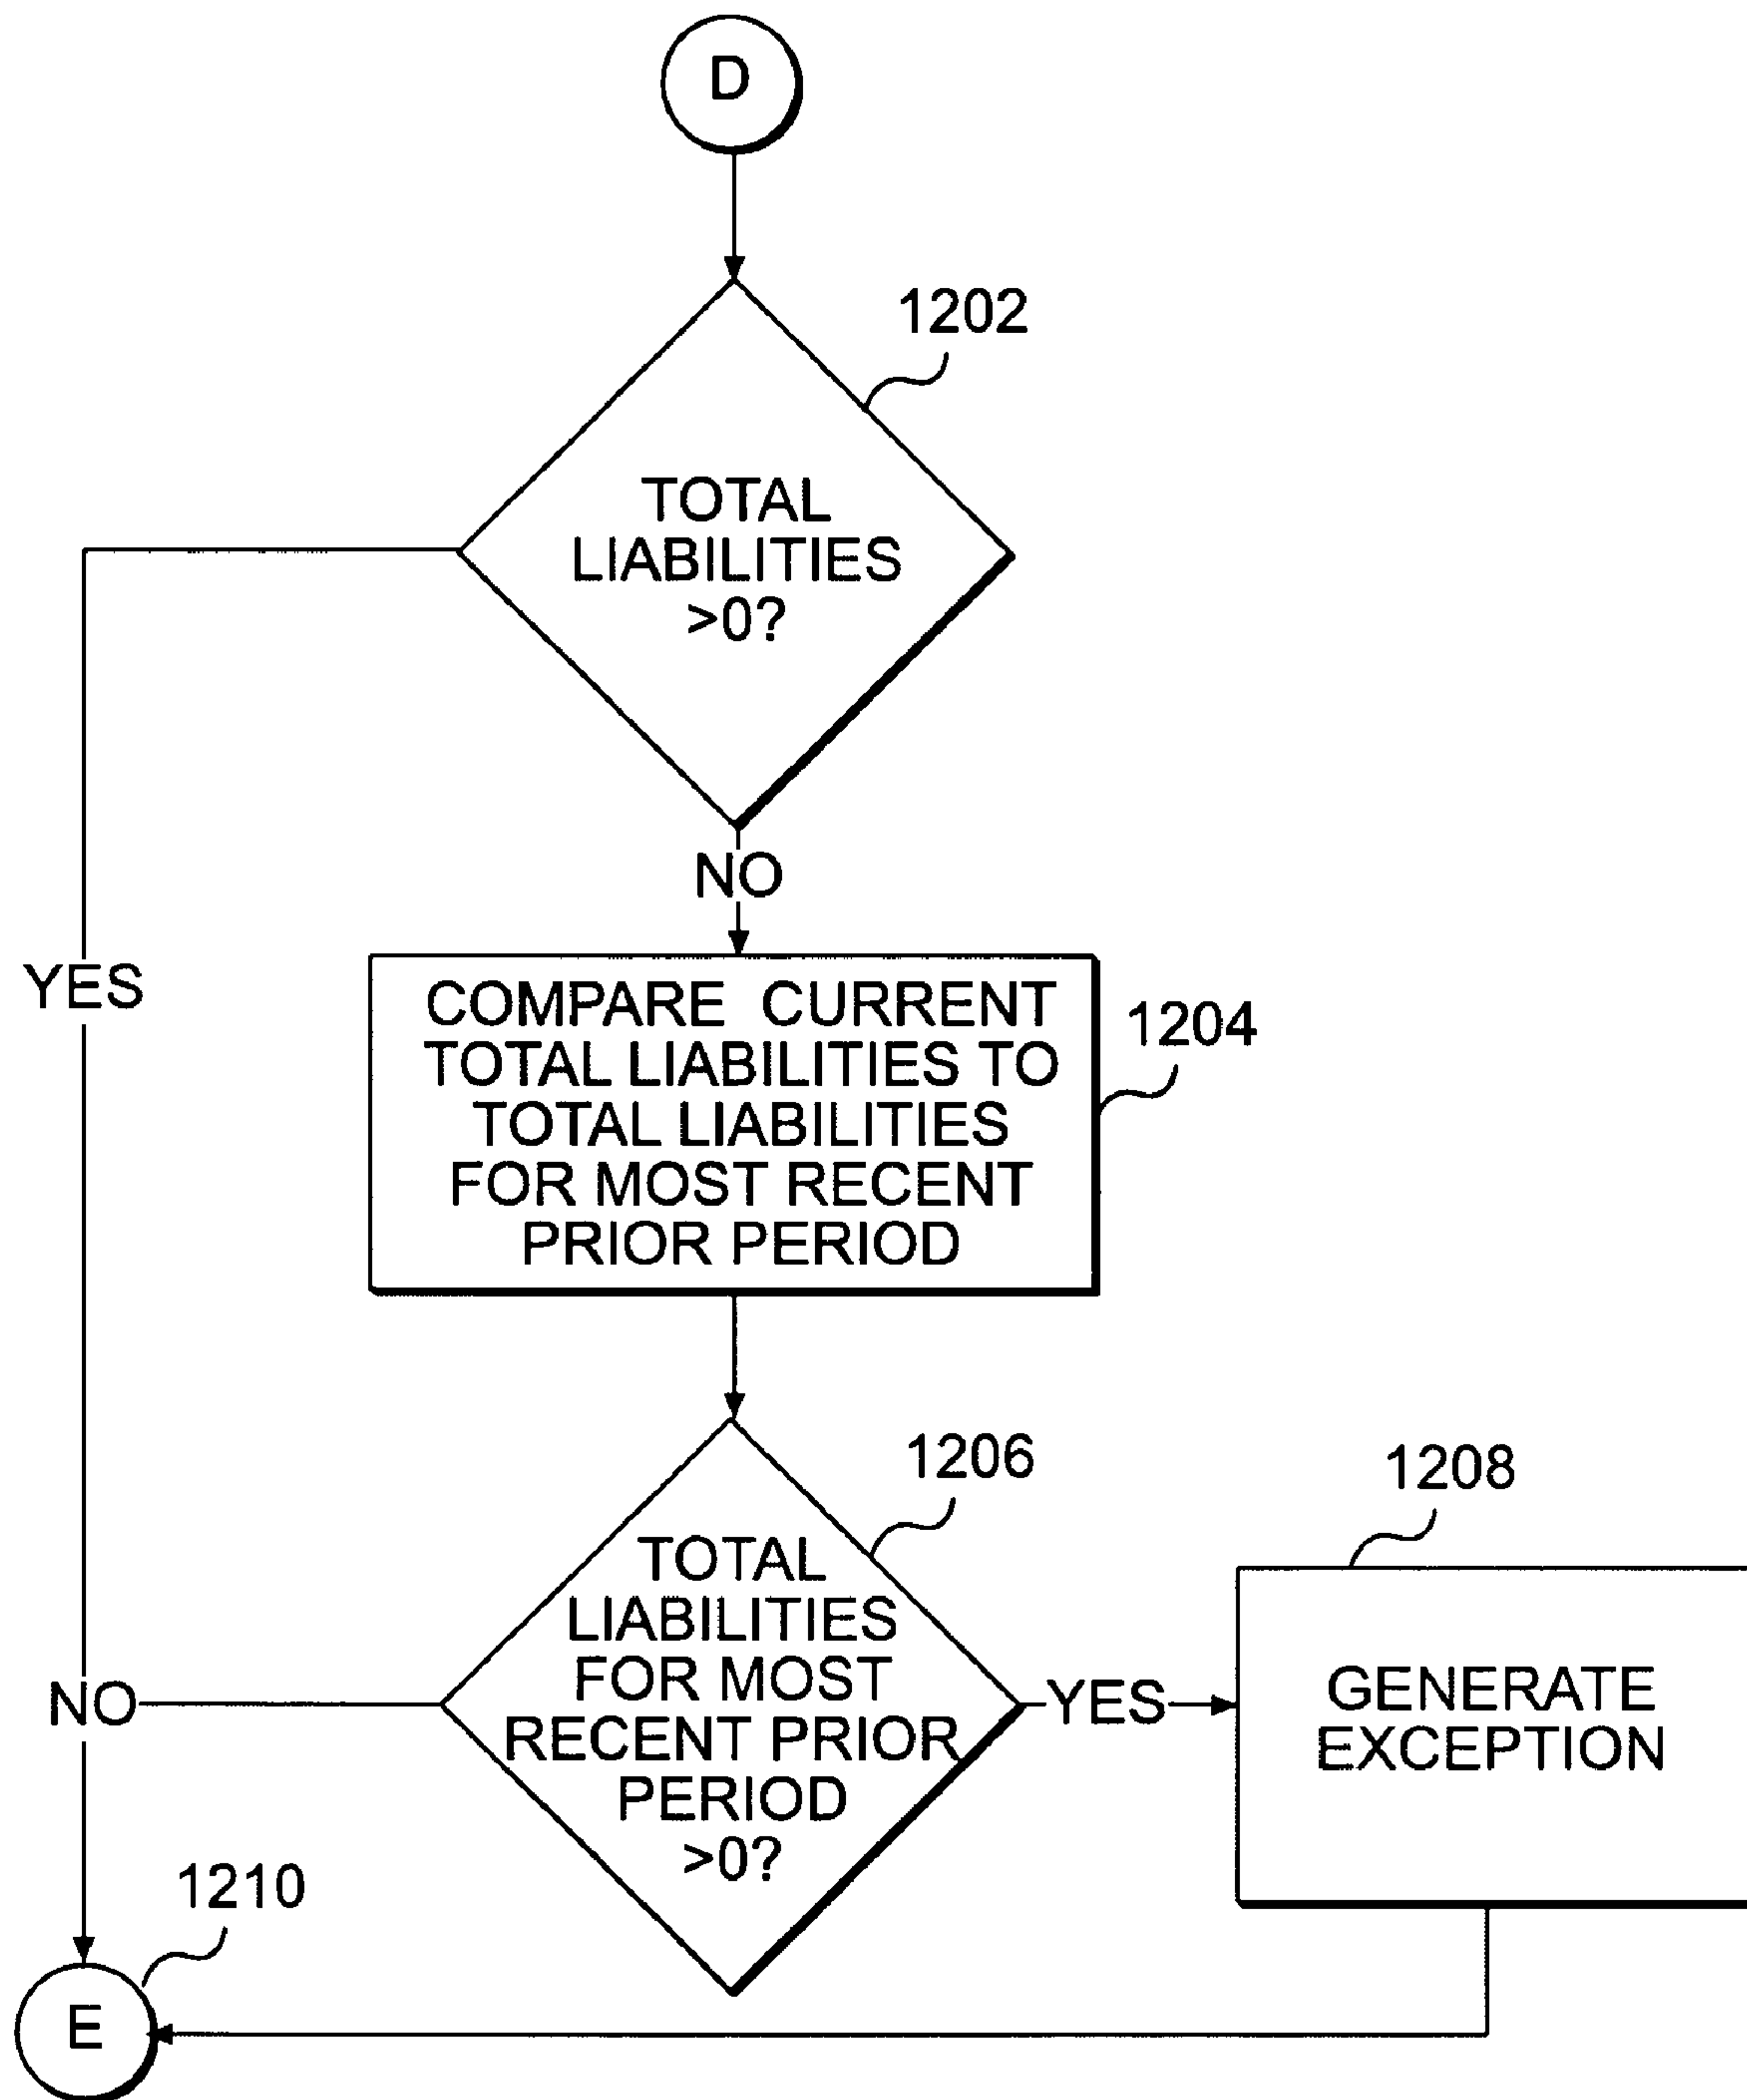 D
1202
TOTAL
LIABILITIES
>0?
NO
YES
COMPARE CURRENT
TOTAL LIABILITIES TO
TOTAL LIABILITIES
FOR MOST RECENT
PRIOR PERIOD
1204
1206
TOTAL
LIABILITIES
FOR MOST
RECENT PRIOR
PERIOD
>0?
NO
YES
1208
GENERATE
EXCEPTION
1210
E